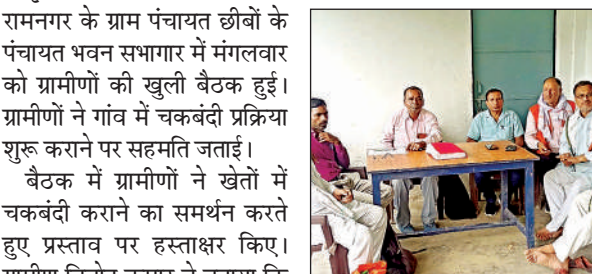 रामनगर के ग्राम पंचायत छीबों के
पंचायत भवन सभागार में मंगलवार
को ग्रामीणों की खुली बैठक हुई।
ग्रामीणों ने गांव में चकबंदी प्रक्रिया
शुरू कराने पर सहमति जताई।
बैठक में ग्रामीणों ने खेतों में
चकबंदी कराने का समर्थन करते
हुए प्रस्ताव पर हस्ताक्षर किए।